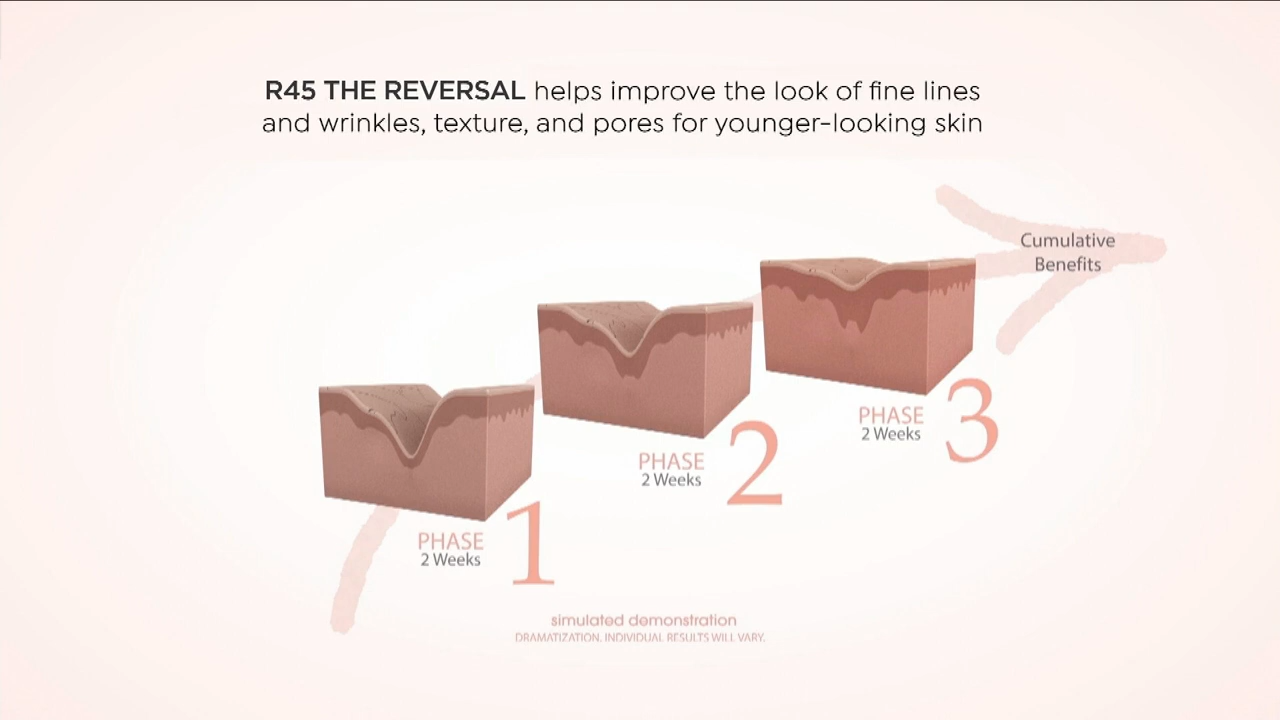 R45 THE REVERSAL helps improve the look of fine lines
and wrinkles, texture, and pores for younger-looking skin
Cumulative
Benefits
PHASE
2 Weeks
3
PHASE
2 Weeks
2
PHASE
2 Weeks
1
simulated demonstration
DRAMATIZATION. INDIVIDUAL RESULTS WILL VARY.